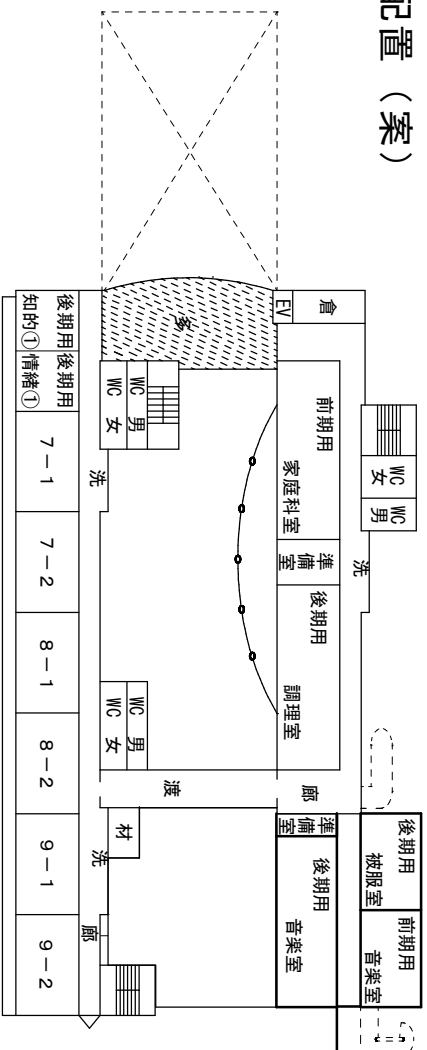 配置（案）
倉
EV
多
WC 女
WC 男
洗
前期用
家庭科室
準備室
後期用
調理室
WC 男
WC 女
WC 男
WC 女
渡
廊
準備室
後期用
音楽室
後期用
被服室
前期用
音楽室
材
後期用
知的①
後期用
情緒①
洗
7－1
7－2
8－1
8－2
9－1
9－2
洗
廊